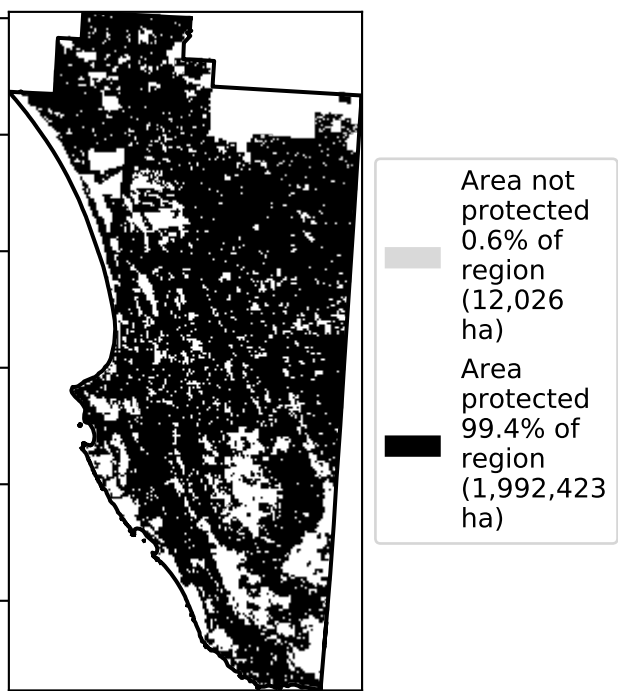 Area not
protected
0.6% of
region
(12,026
ha)
Area
protected
99.4% of
region
(1,992,423
ha)